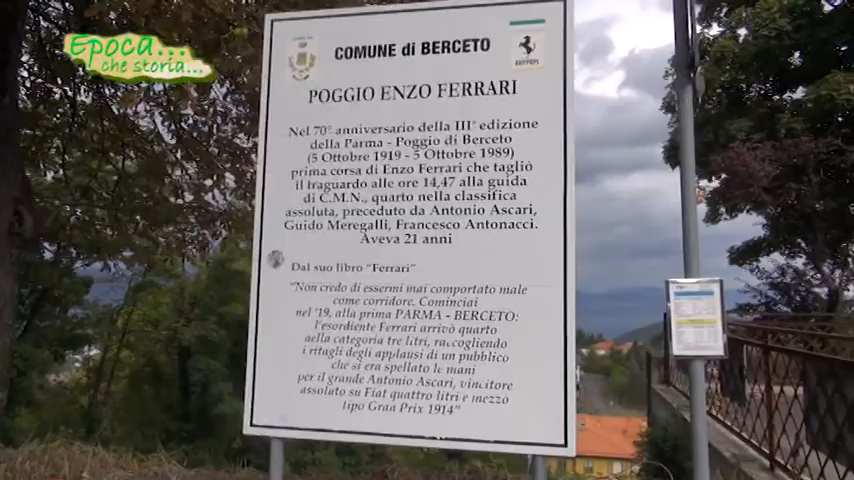 Epoca...
che storia...
COMUNE di BERCETO
Ferrari
POGGIO ENZO FERRARI
Nel 70° anniversario della III° edizione
della Parma - Poggio di Berceto
(5 Ottobre 1919 - 5 Ottobre 1989)
prima corsa di Enzo Ferrari che tagliò
il traguardo alle ore 14,47 alla guida
di C.M.N., quarto nella classifica
assoluta, preceduto da Antonio Ascari,
Guido Meregalli, Francesco Antonacci.
Aveva 21 anni
Dal suo libro "Ferrari"
"Non credo di essermi mai comportato male
come corridore. Cominciai
nel '19, alla prima PARMA - BERCETO:
l'esordiente Ferrari arrivò quarto
nella categoria tre litri, raccogliendo
i ritagli degli applausi di un pubblico
che si era spellate le mani
per il grande Antonio Ascari, vincitore
assoluto su Fiat quattro litri e mezzo
tipo Grand Prix 1914"